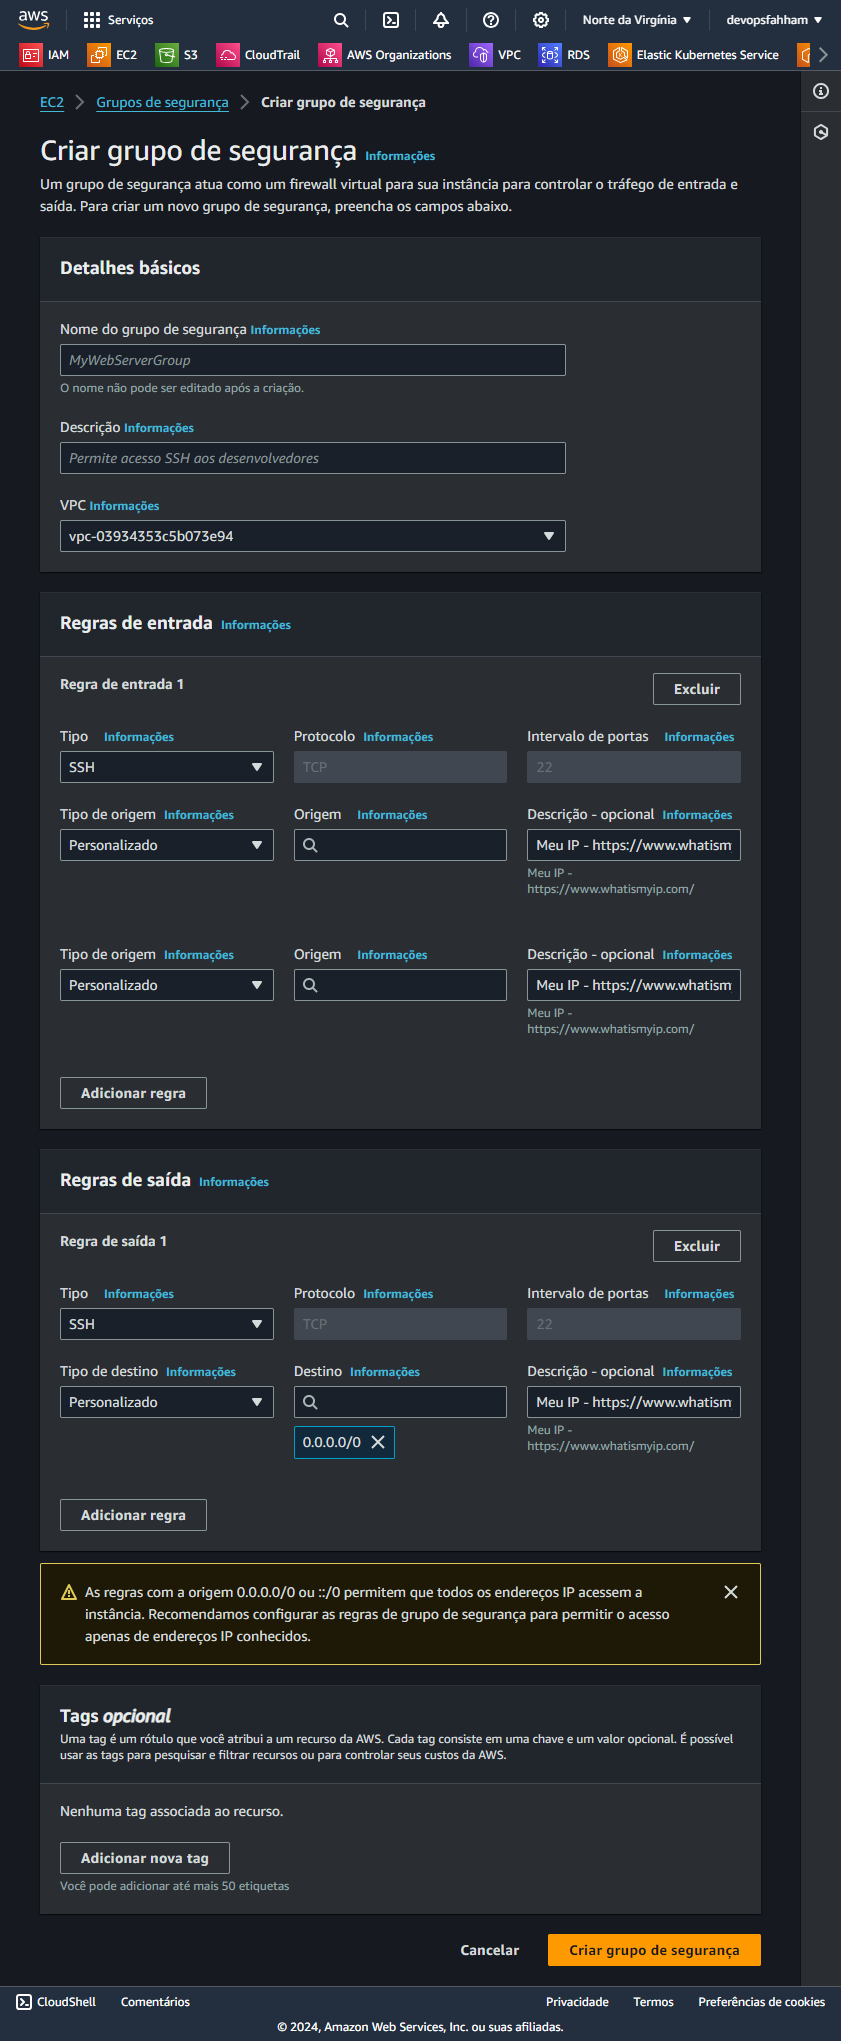 aws Serviços Norte da Virgínia devopsfahham
IAM EC2 S3 CloudTrail AWS Organizations VPC RDS Elastic Kubernetes Service
EC2 Grupos de segurança Criar grupo de segurança
Criar grupo de segurança Informações
Um grupo de segurança atua como um firewall virtual para sua instância para controlar o tráfego de entrada e
saída. Para criar um novo grupo de segurança, preencha os campos abaixo.
Detalhes básicos
Nome do grupo de segurança Informações
MyWebServerGroup
O nome não pode ser editado após a criação.
Descrição Informações
Permite acesso SSH aos desenvolvedores
VPC Informações
vpc-03934353c5b073e94
Regras de entrada Informações
Regra de entrada 1 Excluir
Tipo Informações Protocolo Informações Intervalo de portas Informações
SSH TCP 22
Tipo de origem Informações Origem Informações Descrição - opcional Informações
Personalizado Meu IP - https://www.whatism
Meu IP -
https://www.whatismyip.com/
Tipo de origem Informações Origem Informações Descrição - opcional Informações
Personalizado Meu IP - https://www.whatism
Meu IP -
https://www.whatismyip.com/
Adicionar regra
Regras de saída Informações
Regra de saída 1 Excluir
Tipo Informações Protocolo Informações Intervalo de portas Informações
SSH TCP 22
Tipo de destino Informações Destino Informações Descrição - opcional Informações
Personalizado Meu IP - https://www.whatism
0.0.0.0/0 Meu IP -
https://www.whatismyip.com/
Adicionar regra
As regras com a origem 0.0.0.0/0 ou ::/0 permitem que todos os endereços IP acessem a
instância. Recomendamos configurar as regras de grupo de segurança para permitir o acesso
apenas de endereços IP conhecidos.
Tags opcional
Uma tag é um rótulo que você atribui a um recurso da AWS. Cada tag consiste em uma chave e um valor opcional. É possível
usar as tags para pesquisar e filtrar recursos ou para controlar seus custos da AWS.
Nenhuma tag associada ao recurso.
Adicionar nova tag
Você pode adicionar até mais 50 etiquetas
Cancelar Criar grupo de segurança
CloudShell Comentários Privacidade Termos Preferências de cookies
© 2024, Amazon Web Services, Inc. ou suas afiliadas.